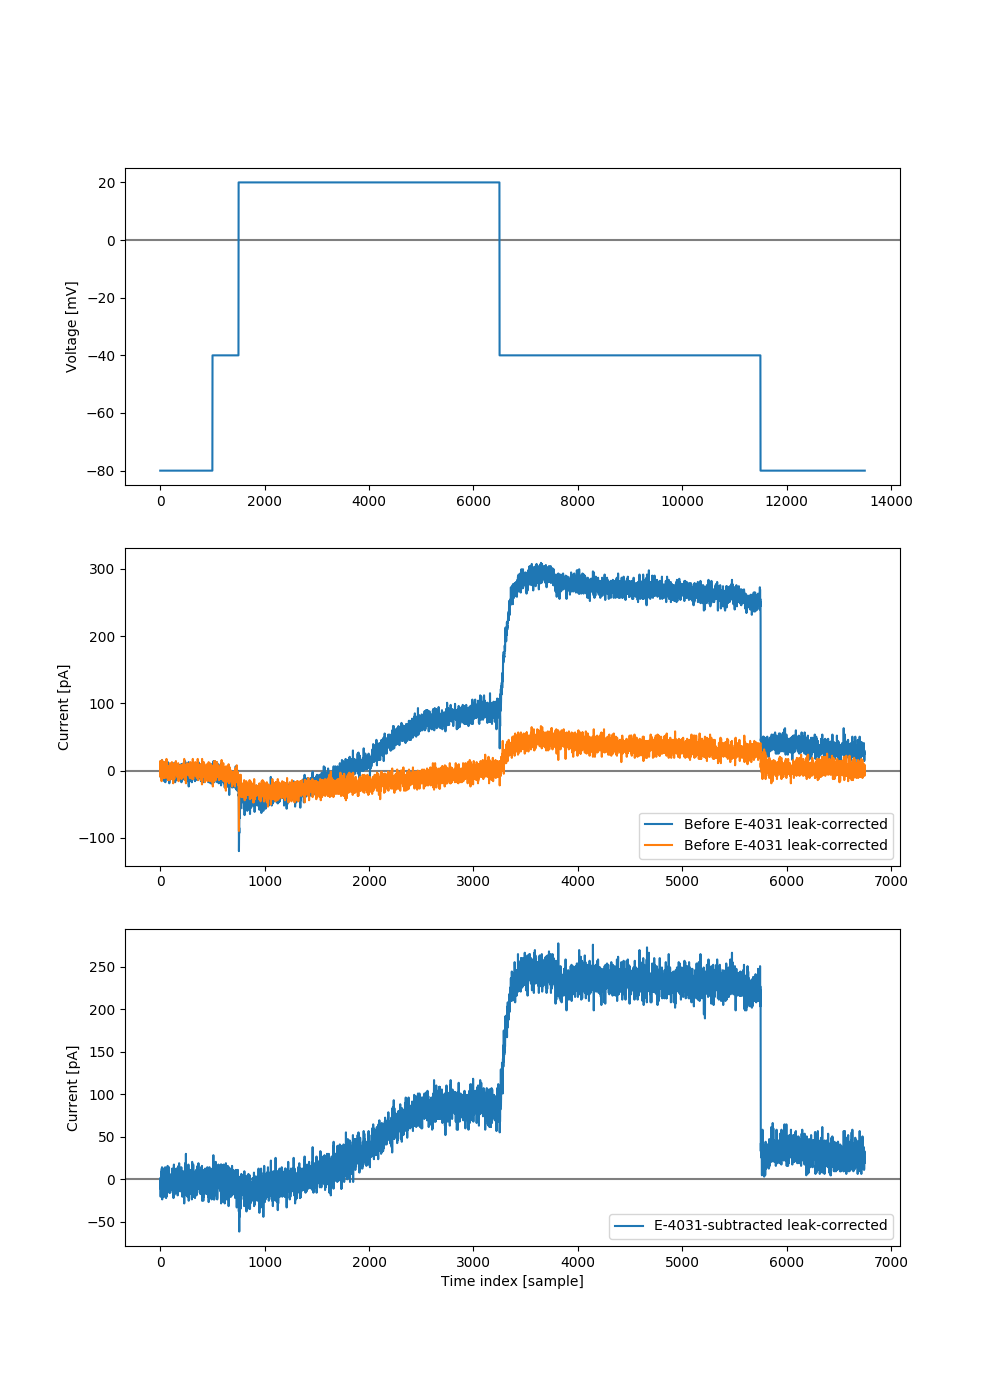 Voltage [mV]
20
0
−20
−40
−60
−80
0 2000 4000 6000 8000 10000 12000 14000
Current [pA]
300
200
100
0
−100
Before E-4031 leak-corrected
Before E-4031 leak-corrected
0 1000 2000 3000 4000 5000 6000 7000
Current [pA]
250
200
150
100
50
0
−50
E-4031-subtracted leak-corrected
0 1000 2000 3000 4000 5000 6000 7000
Time index [sample]